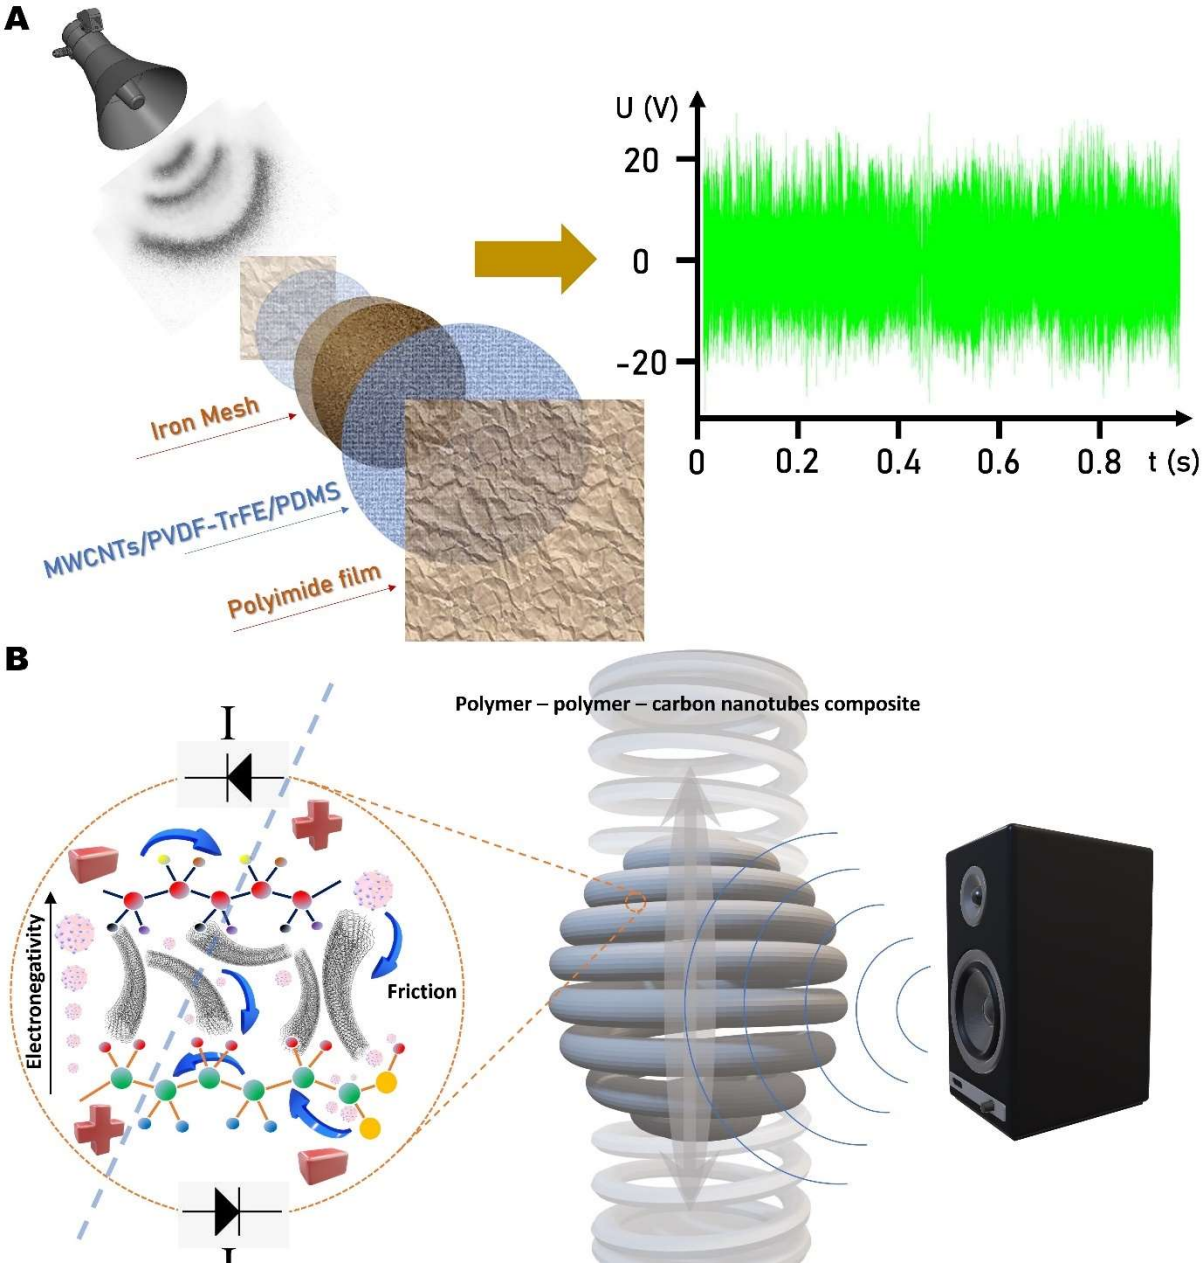 A
U (V)
20
0
-20
0
0.2
0.4
0.6
0.8
t (s)
Iron Mesh
MWCNTs/PVDF-TrFE/PDMS
Polyimide film
B
Polymer – polymer – carbon nanotubes composite
I
Electronegativity
Friction
I